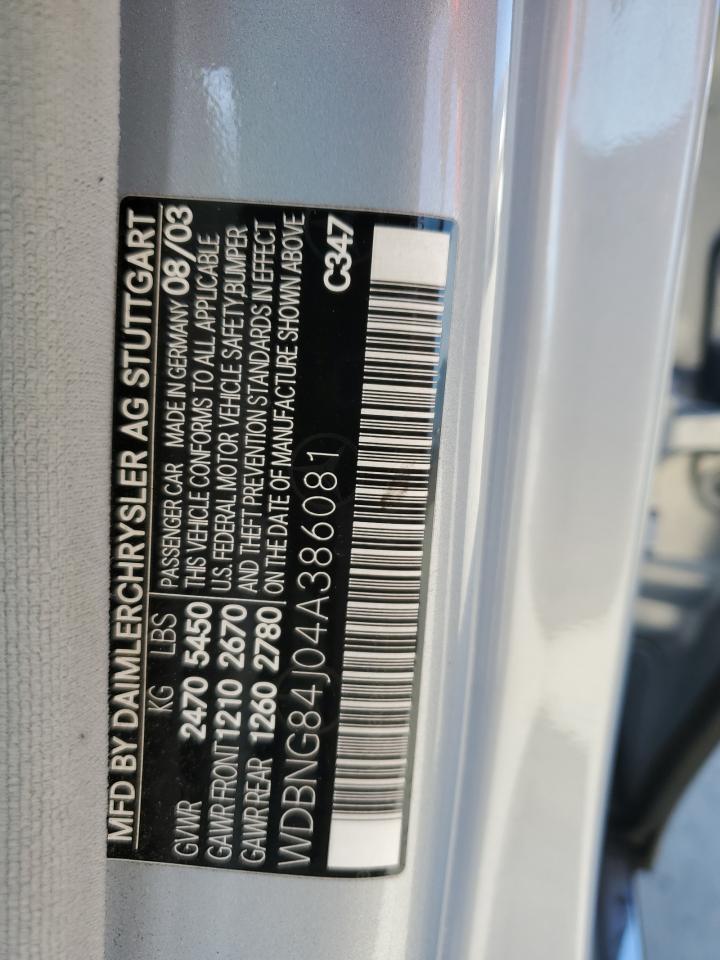 MFD BY DAIMLERCHRYSLER AG STUTTGART
KG LBS
GVWR 2470 5450
GAWR FRONT 1210 2670
GAWR REAR 1260 2780
PASSENGER CAR MADE IN GERMANY 08/03
THIS VEHICLE CONFORMS TO ALL APPLICABLE
U.S. FEDERAL MOTOR VEHICLE SAFETY,BUMPER
AND THEFT PREVENTION STANDARDS IN EFFECT
ON THE DATE OF MANUFACTURE SHOWN ABOVE
WDBNG84J04A386081
C347